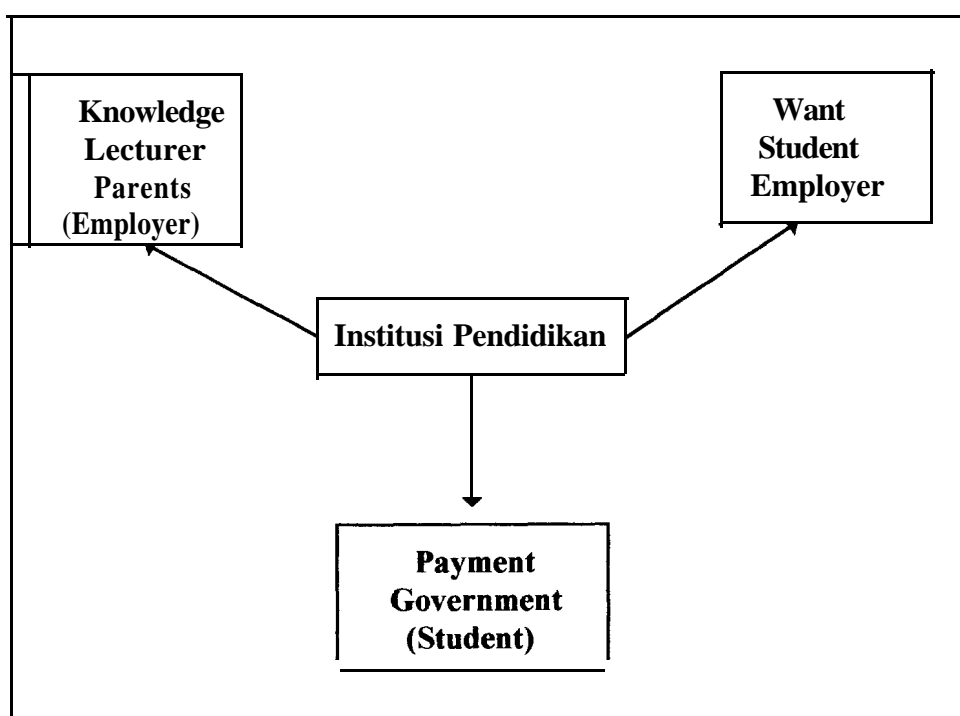 Knowledge
Lecturer
Parents
(Employer)
Want
Student
Employer
Institusi Pendidikan
Payment
Government
(Student)